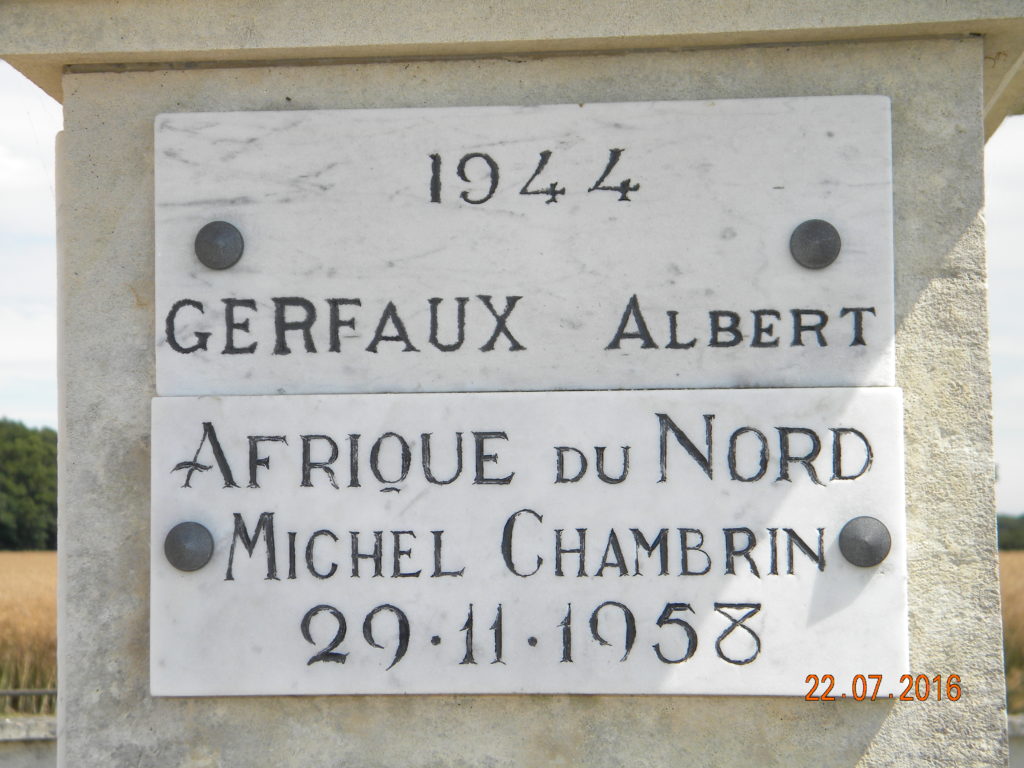 1944
GERFAUX ALBERT
AFRIQUE DU NORD
MICHEL CHAMBRIN
29.11.1958
22.07.2016